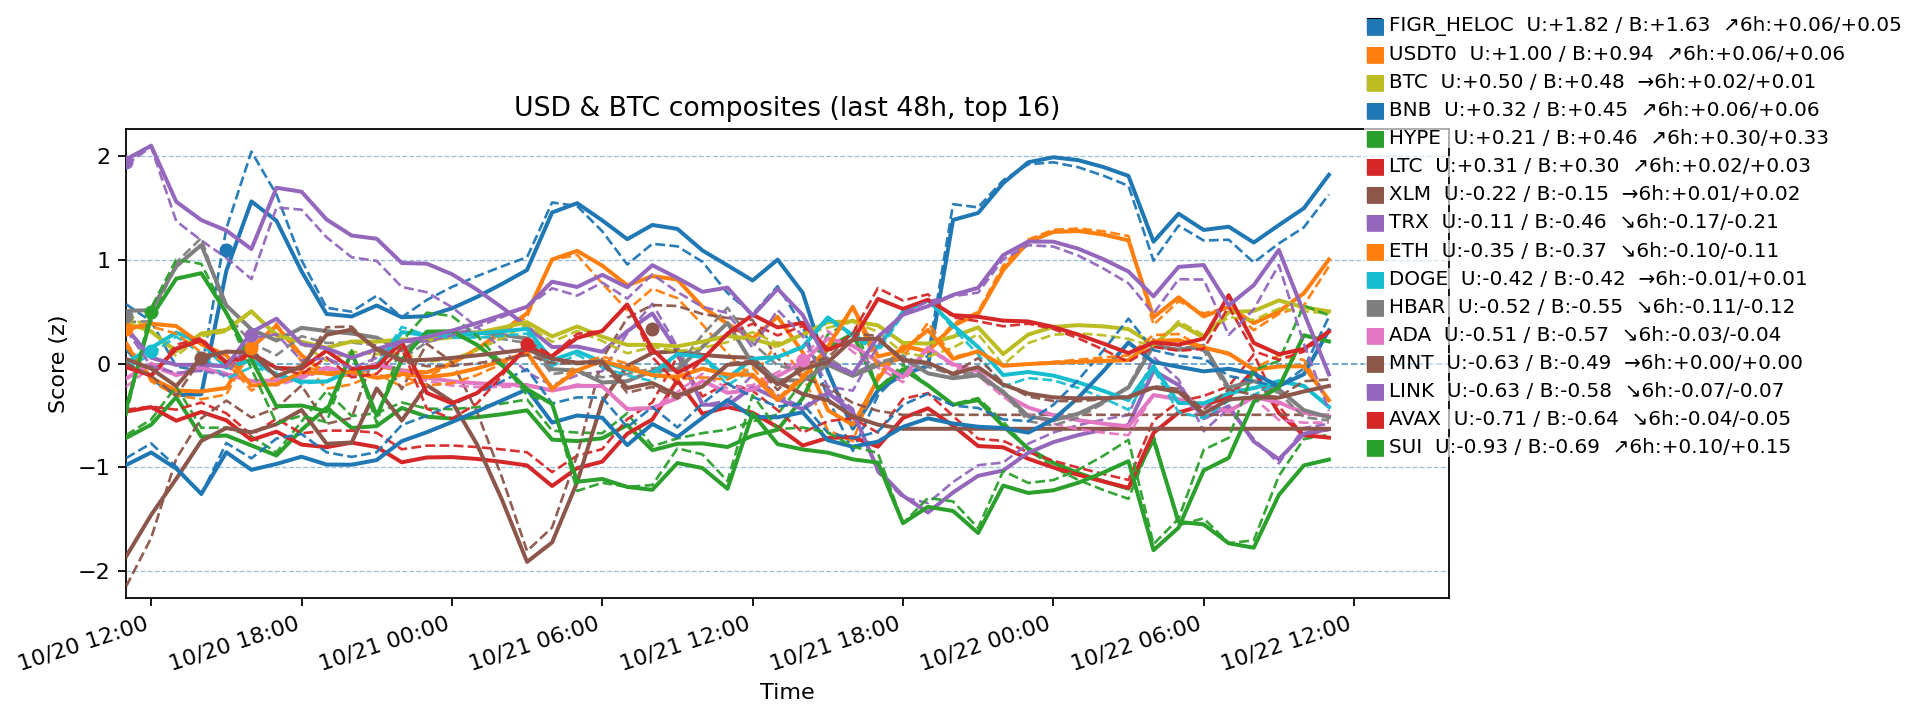 FIGR_HELOC  U:+1.82 / B:+1.63  ↗6h:+0.06/+0.05
USDT0  U:+1.00 / B:+0.94  ↗6h:+0.06/+0.06
BTC  U:+0.50 / B:+0.48  →6h:+0.02/+0.01
BNB  U:+0.32 / B:+0.45  ↗6h:+0.06/+0.06
HYPE  U:+0.21 / B:+0.46  ↗6h:+0.30/+0.33
LTC  U:+0.31 / B:+0.30  ↗6h:+0.02/+0.03
XLM  U:-0.22 / B:-0.15  →6h:+0.01/+0.02
TRX  U:-0.11 / B:-0.46  ↘6h:-0.17/-0.21
ETH  U:-0.35 / B:-0.37  ↘6h:-0.10/-0.11
DOGE  U:-0.42 / B:-0.42  →6h:-0.01/+0.01
HBAR  U:-0.52 / B:-0.55  ↘6h:-0.11/-0.12
ADA  U:-0.51 / B:-0.57  ↘6h:-0.03/-0.04
MNT  U:-0.63 / B:-0.49  →6h:+0.00/+0.00
LINK  U:-0.63 / B:-0.58  ↘6h:-0.07/-0.07
AVAX  U:-0.71 / B:-0.64  ↘6h:-0.04/-0.05
SUI  U:-0.93 / B:-0.69  ↗6h:+0.10/+0.15
USD & BTC composites (last 48h, top 16)
Score (z)
2
1
0
−1
−2
10/20 12:00
10/20 18:00
10/21 00:00
10/21 06:00
10/21 12:00
10/21 18:00
10/22 00:00
10/22 06:00
10/22 12:00
Time